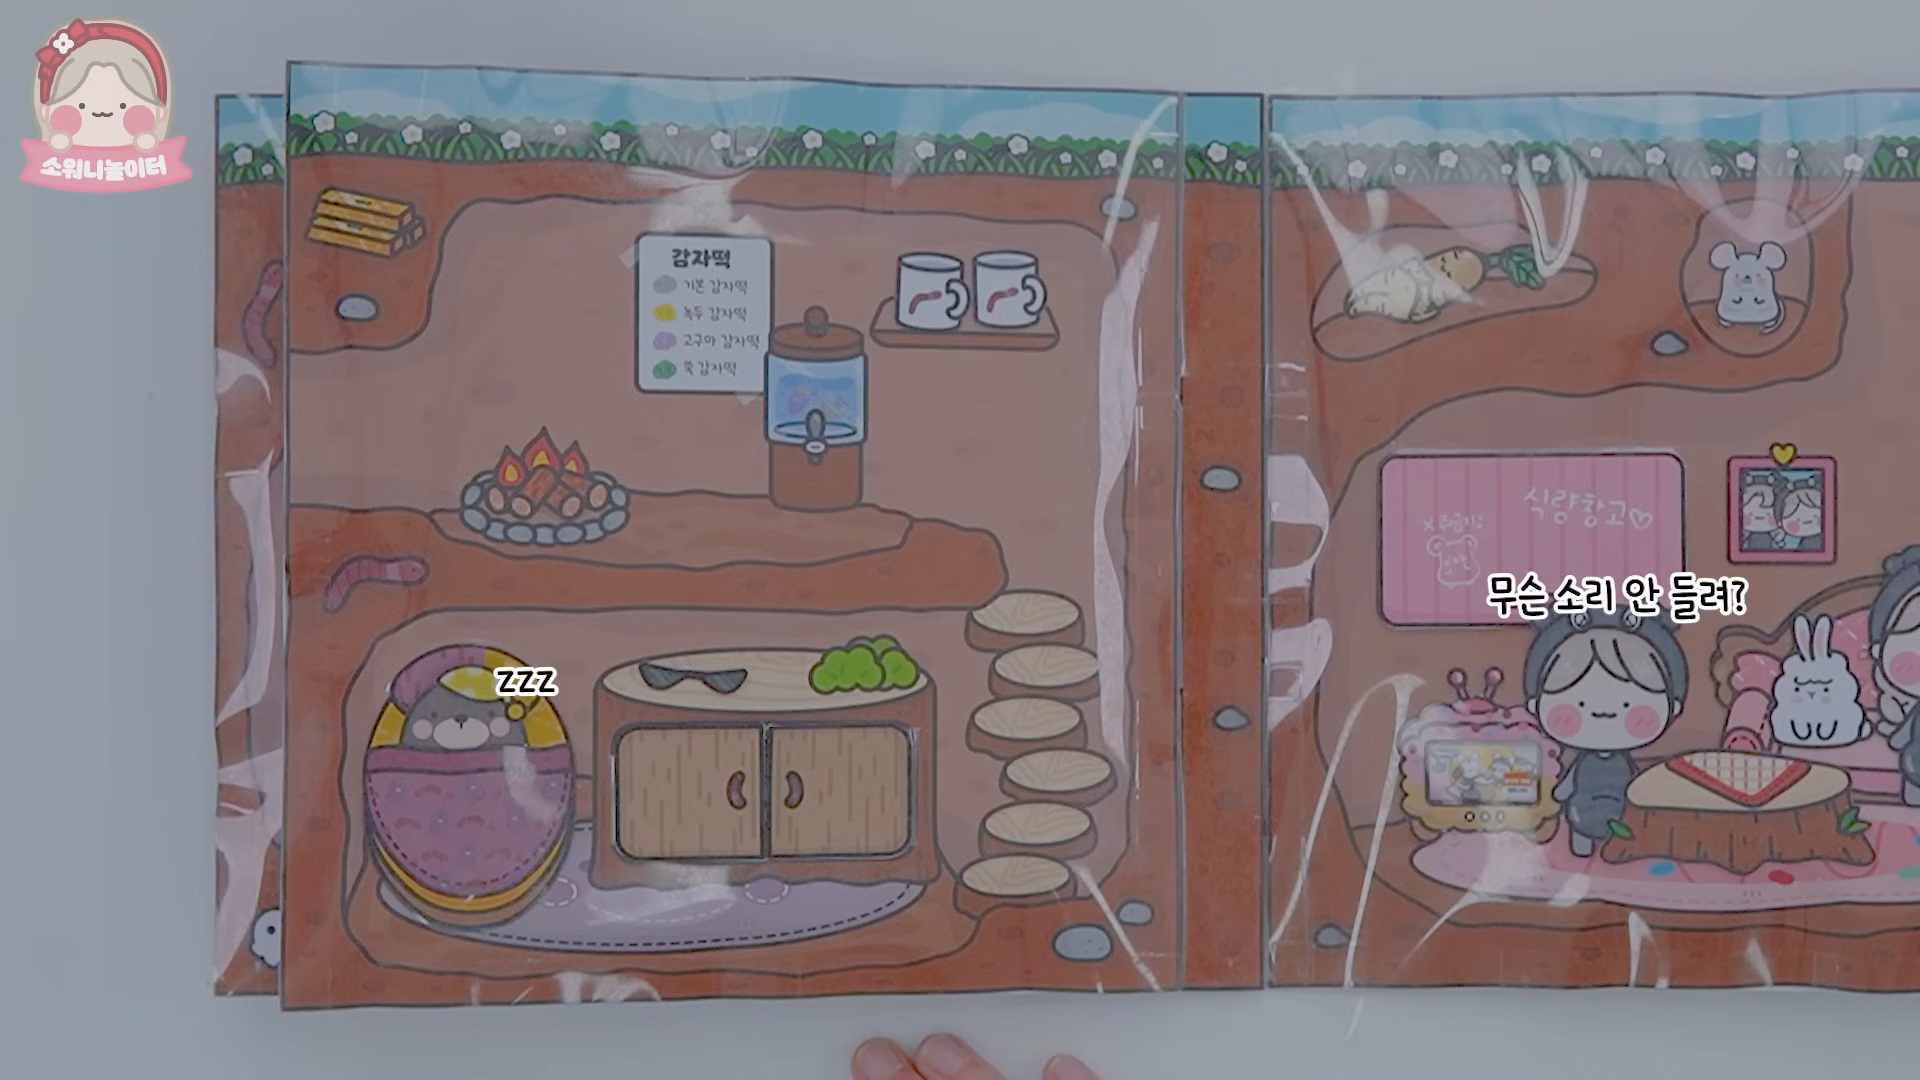 소워니놀이터
감자떡
기본 감자떡
녹두 감자떡
고구마 감자떡
쑥 감자떡
식량창고♡
zzz
무슨 소리 안 들려?